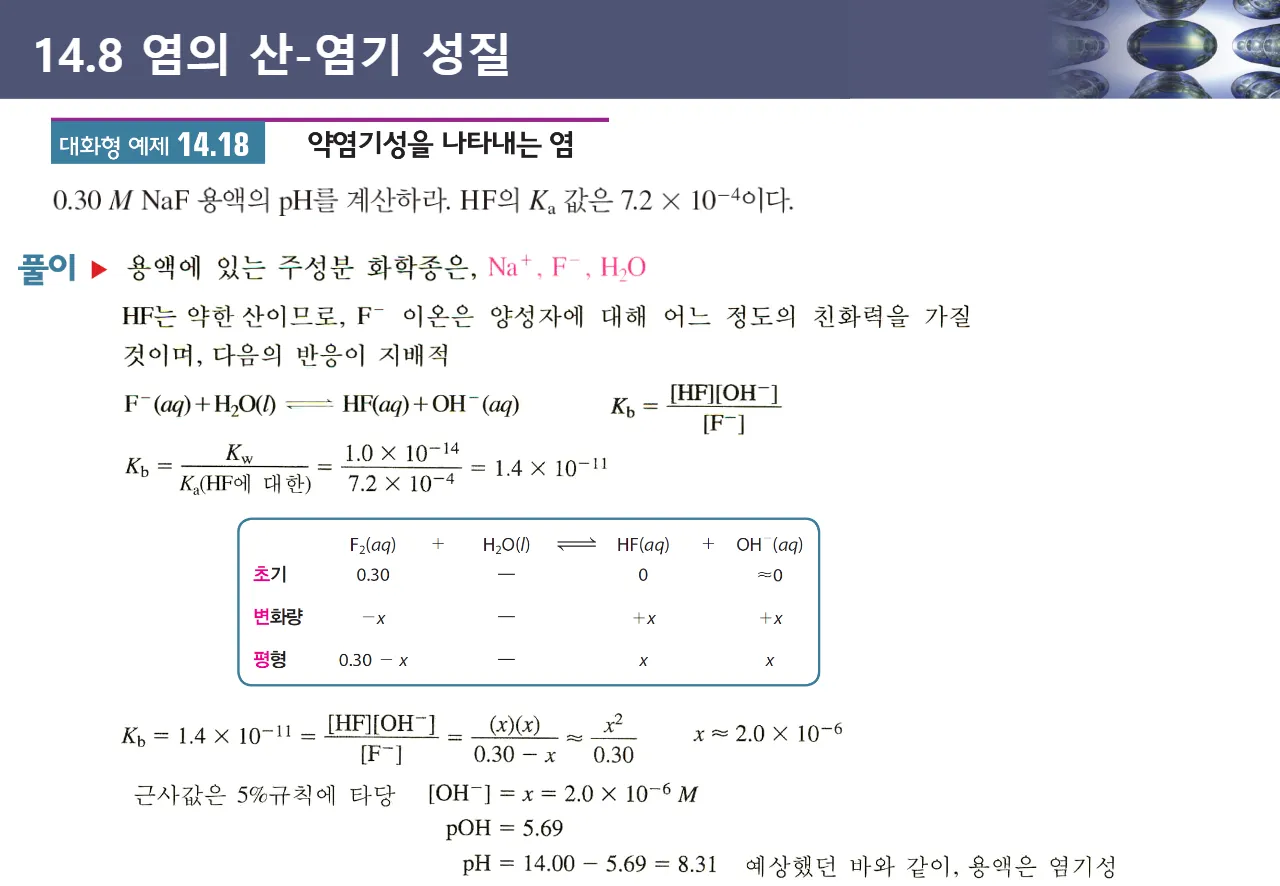 14.8 염의 산-염기 성질
대화형 예제 14.18 약염기성을 나타내는 염
0.30 M NaF 용액의 pH를 계산하라. HF의 Kₐ 값은 7.2 × 10⁻⁴이다.
풀이 ▶ 용액에 있는 주성분 화학종은, Na⁺, F⁻, H₂O
HF는 약한 산이므로, F⁻ 이온은 양성자에 대해 어느 정도의 친화력을 가질
것이며, 다음의 반응이 지배적
F⁻(aq) + H₂O(l) ⇌ HF(aq) + OH⁻(aq) K_b = [HF][OH⁻] / [F⁻]
K_b = K_w / Kₐ(HF에 대한) = 1.0 × 10⁻¹⁴ / 7.2 × 10⁻⁴ = 1.4 × 10⁻¹¹
F₂(aq) + H₂O(l) ⇌ HF(aq) + OH⁻(aq)
초기 0.30 — 0 ≈0
변화량 −x — +x +x
평형 0.30 − x — x x
K_b = 1.4 × 10⁻¹¹ = [HF][OH⁻] / [F⁻] = (x)(x) / 0.30 − x ≈ x² / 0.30 x ≈ 2.0 × 10⁻⁶
근사값은 5%규칙에 타당 [OH⁻] = x = 2.0 × 10⁻⁶ M
pOH = 5.69
pH = 14.00 − 5.69 = 8.31 예상했던 바와 같이, 용액은 염기성